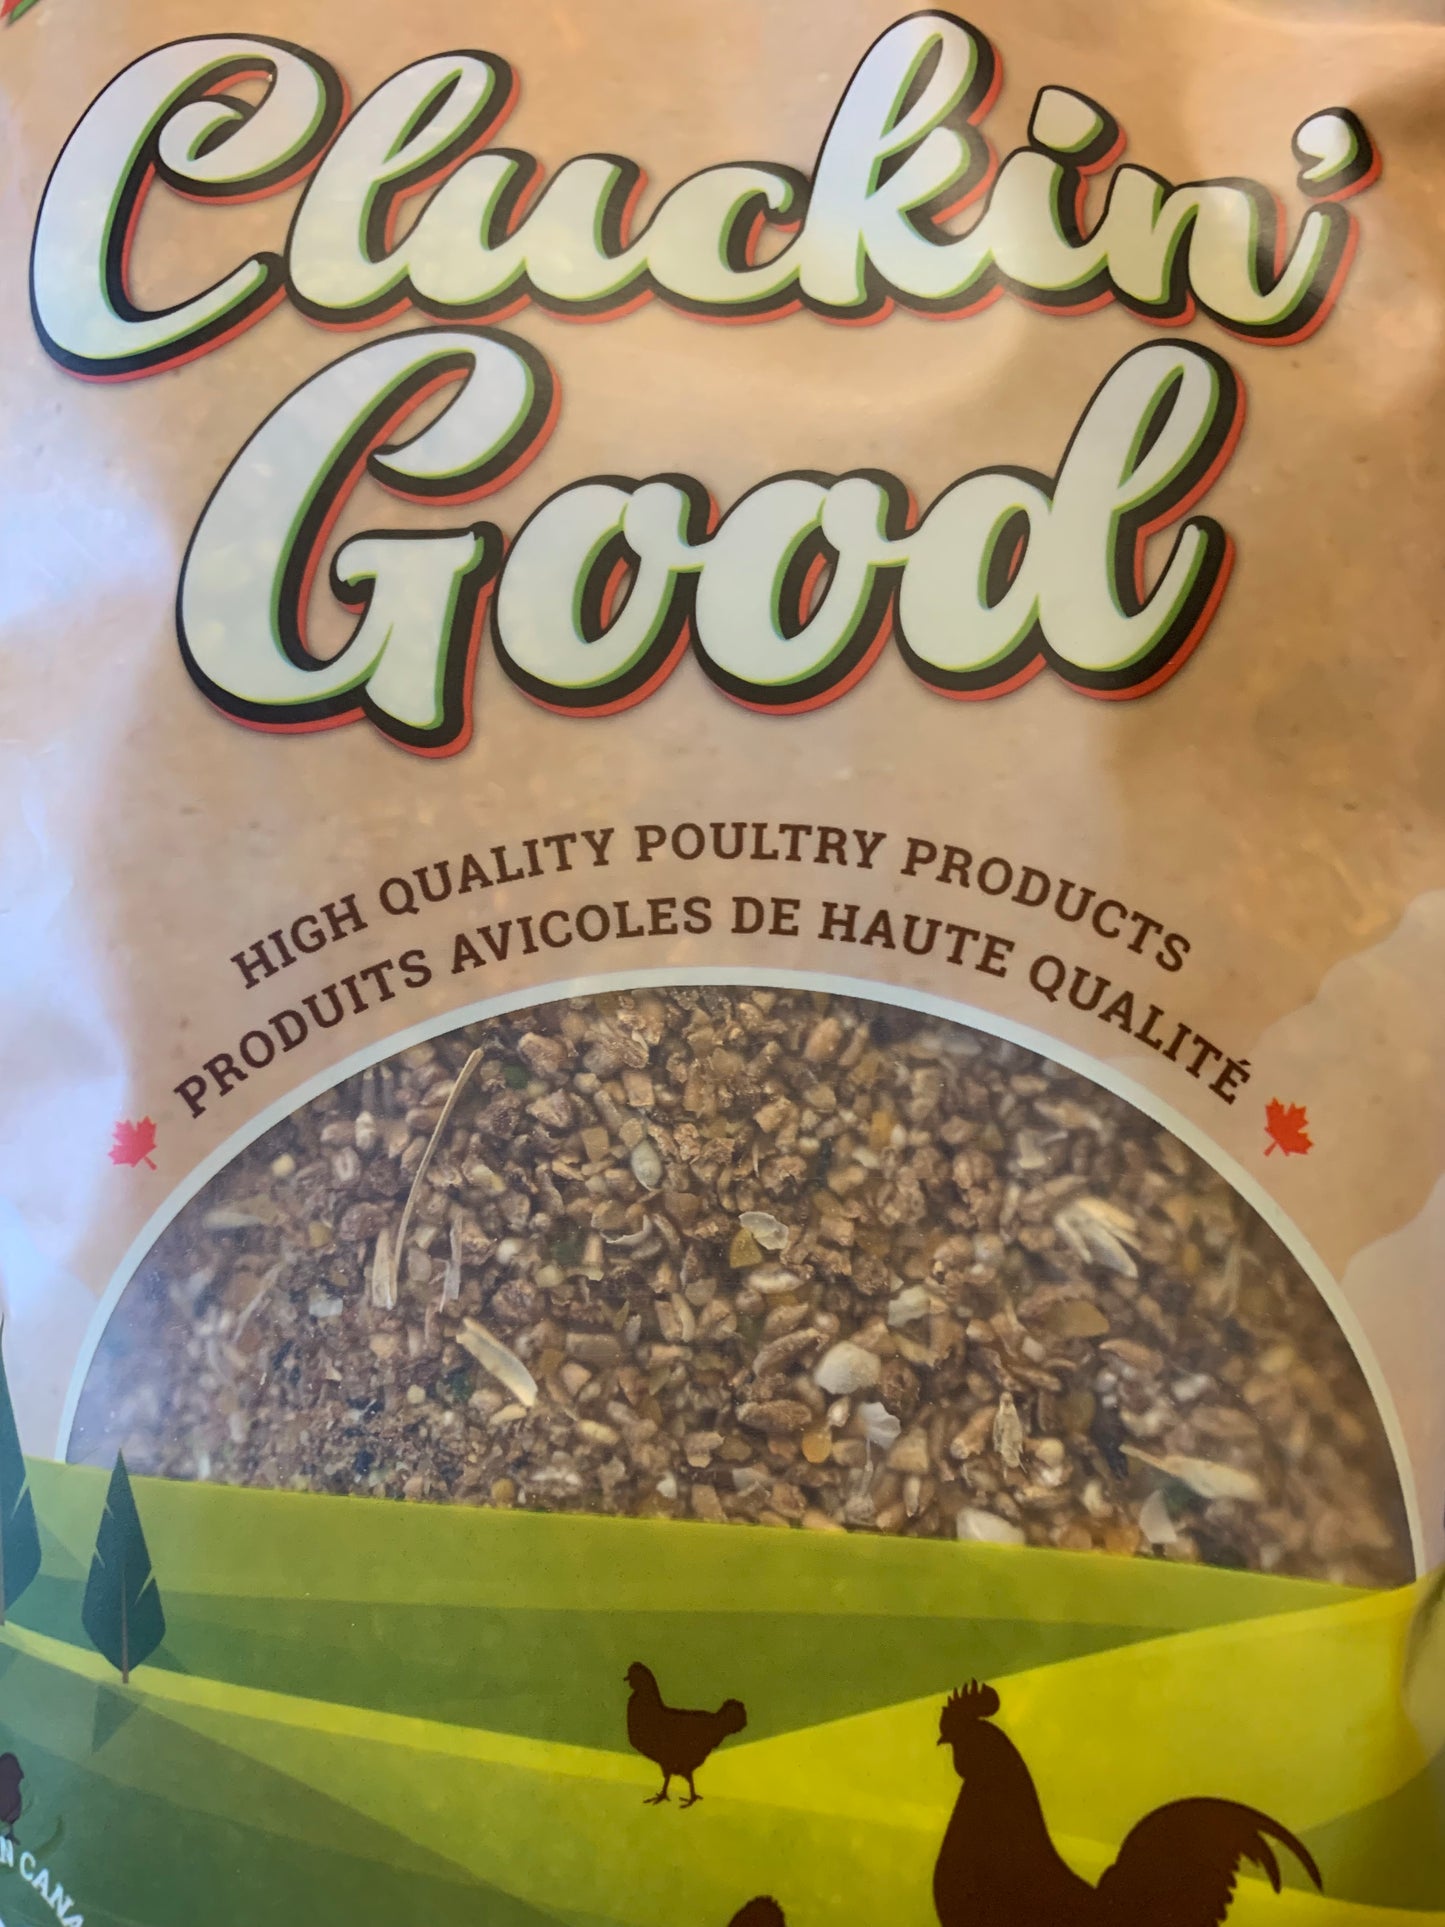 Cluckin'
Good
HIGH QUALITY POULTRY PRODUCTS
PRODUITS AVICOLES DE HAUTE QUALITÉ